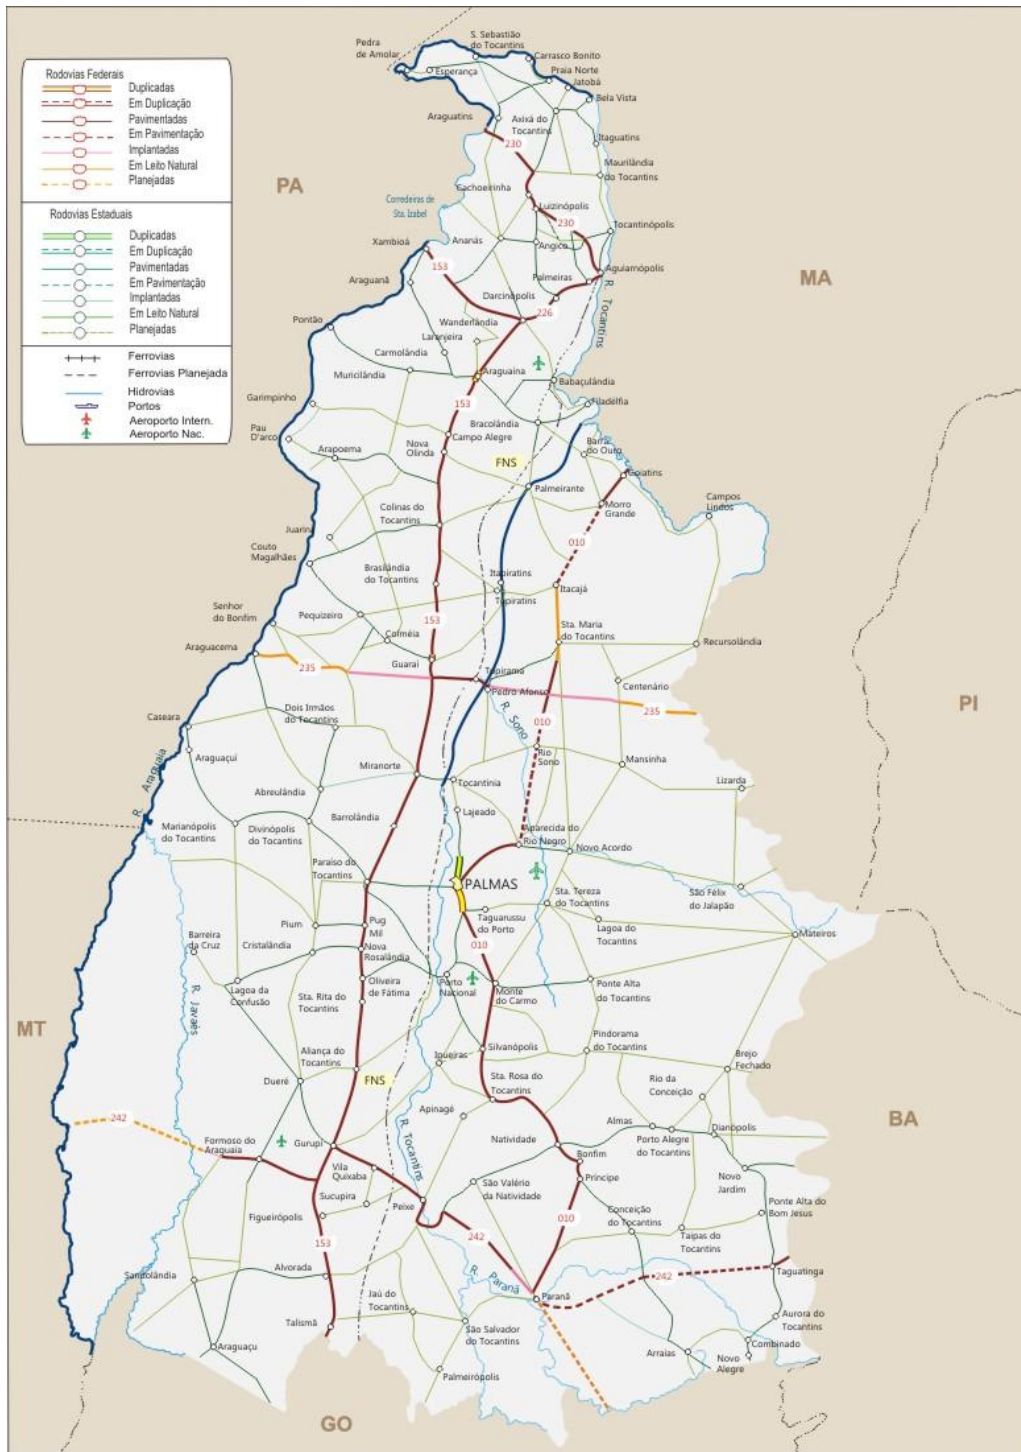 Rodovias Federais
Duplicadas
Em Duplicação
Pavimentadas
Em Pavimentação
Implantadas
Em Leito Natural
Planejadas
Rodovias Estaduais
Duplicadas
Em Duplicação
Pavimentadas
Em Pavimentação
Implantadas
Em Leito Natural
Planejadas
Ferrovias
Ferrovias Planejada
Hidrovias
Portos
Aeroporto Intern.
Aeroporto Nac.
Pedra
de Amolar
S. Sebastião
do Tocantins
Carrasco Bonito
Esperança
Praia Norte
Jatobá
Bela Vista
Araguatins
Axixá do
Tocantins
Itaguatins
230
Maurilândia
do Tocantins
PA
Cachoeirinha
Corredeiras de
Sta. Izabel
Luizinópolis
230
Tocantinópolis
Xambioá
Ananás
Angico
153
Aguiarnópolis
MA
Araguanã
Palmeiras
Darcinópolis
226
R. Tocantins
Pontão
Wanderlândia
Laranjeira
Carmolândia
Muricilândia
Araguaína
Babaçulândia
Garimpinho
153
Filadélfia
Bracolândia
Pau
D'arco
Campo Alegre
Nova
Olinda
Barra
do Ouro
Arapoema
FNS
Goiatins
Palmeirante
Morro
Grande
Campos
Lindos
Colinas do
Tocantins
Juarina
010
Couto
Magalhães
Brasilândia
do Tocantins
Itapiratins
Itacajá
Tupiratins
Senhor
do Bonfim
Pequizeiro
153
Sta. Maria
do Tocantins
Colméia
Recursolândia
Araguacema
Guaraí
235
Tupirama
Centenário
Pedro Afonso
235
PI
Dois Irmãos
do Tocantins
R. Sono
010
Caseara
Araguaçuí
Rio
Sono
Mansinha
Miranorte
Tocantínia
Lizarda
R. Araguaia
Abreulândia
Lajeado
Marianópolis
do Tocantins
Divinópolis
do Tocantins
Barrolândia
Aparecida do
Rio Negro
Novo Acordo
Paraíso do
Tocantins
PALMAS
São Félix
do Jalapão
Sta. Tereza
do Tocantins
Taguarussu
do Porto
Pium
Pug
Mil
Lagoa do
Tocantins
Mateiros
Barreira
da Cruz
Cristalândia
010
Nova
Rosalândia
Lagoa da
Confusão
Oliveira
de Fátima
Porto
Nacional
Monte
do Carmo
Ponte Alta
do Tocantins
R. Javaés
Sta. Rita do
Tocantins
MT
Pindorama
do Tocantins
Aliança do
Tocantins
Silvanópolis
Ipueiras
Brejo
Fechado
Dueré
FNS
Sta. Rosa do
Tocantins
Rio da
Conceição
242
Apinagé
BA
R. Tocantins
Almas
Porto Alegre
do Tocantins
Dianópolis
Formoso do
Araguaia
Gurupi
Natividade
Bonfim
Vila
Quixaba
Príncipe
Novo
Jardim
São Valério
da Natividade
Sucupira
Peixe
Ponte Alta do
Bom Jesus
Figueirópolis
010
Conceição
do Tocantins
Taipas do
Tocantins
153
242
Sandolândia
Alvorada
R. Paranã
242
Taguatinga
Jaú do
Tocantins
Paranã
Talismã
São Salvador
do Tocantins
Aurora do
Tocantins
Araguaçu
Arraias
Combinado
Novo
Alegre
Palmeirópolis
GO